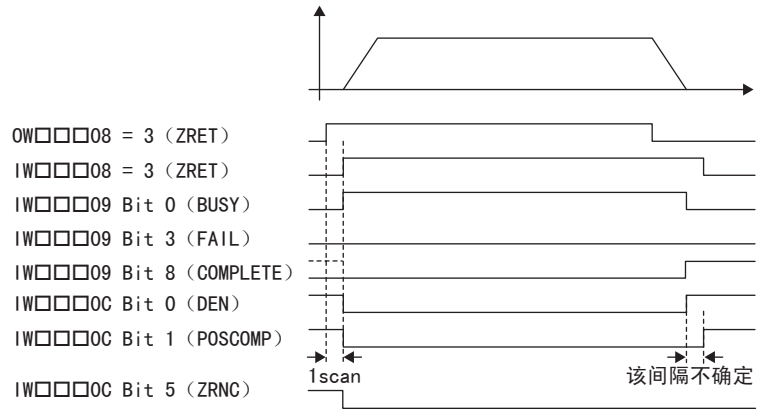 OW□□□08 = 3（ZRET）
IW□□□08 = 3（ZRET）
IW□□□09 Bit 0（BUSY）
IW□□□09 Bit 3（FAIL）
IW□□□09 Bit 8（COMPLETE）
IW□□□0C Bit 0（DEN）
IW□□□0C Bit 1（POSCOMP）
1scan
该间隔不确定
IW□□□0C Bit 5（ZRNC）